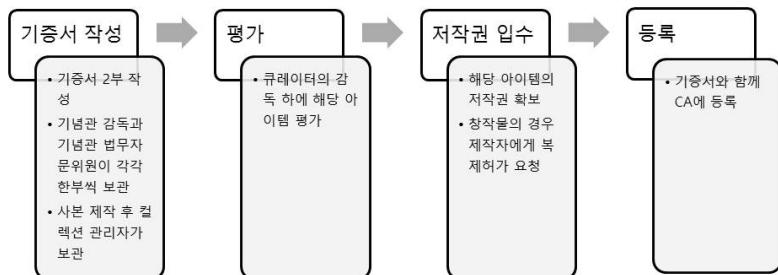 기증서 작성
• 기증서 2부 작
성
• 기념관 감독과
기념관 법무자
문위원이 각각
한부씩 보관
• 사본 제작 후 컬
렉션 관리자가
보관
평가
• 큐레이터의 감
독 하에 해당 아
이템 평가
저작권 입수
• 해당 아이템의
저작권 확보
• 창작물의 경우
제작자에게 복
제허가 요청
등록
• 기증서와 함께
CA에 등록